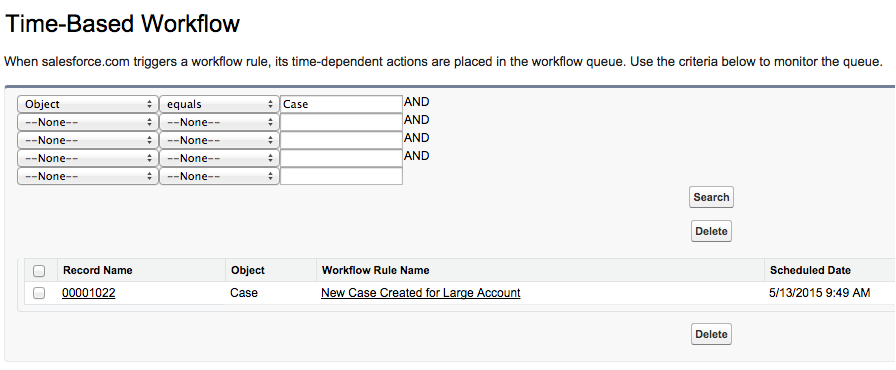 Time-Based Workflow
When salesforce.com triggers a workflow rule, its time-dependent actions are placed in the workflow queue. Use the criteria below to monitor the queue.
Object equals Case AND
--None-- --None-- AND
--None-- --None-- AND
--None-- --None-- AND
--None-- --None--
Search
Delete
Record Name Object Workflow Rule Name Scheduled Date
00001022 Case New Case Created for Large Account 5/13/2015 9:49 AM
Delete